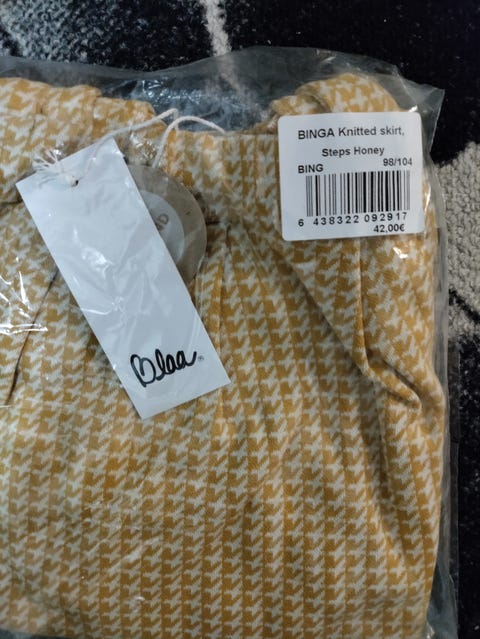 BINGA Knitted skirt,
Steps Honey
BING 98/104
6 438322 092917
42,00€
Blaa®